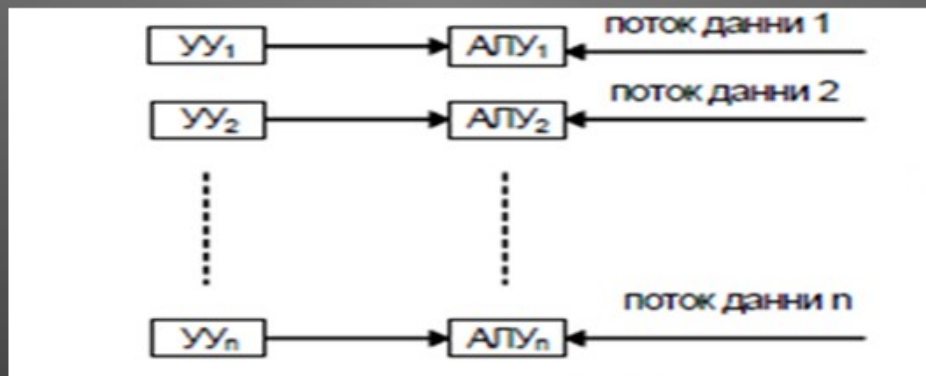 поток данни 1
УУ₁ АЛУ₁
поток данни 2
УУ₂ АЛУ₂
поток данни n
УУₙ АЛУₙ